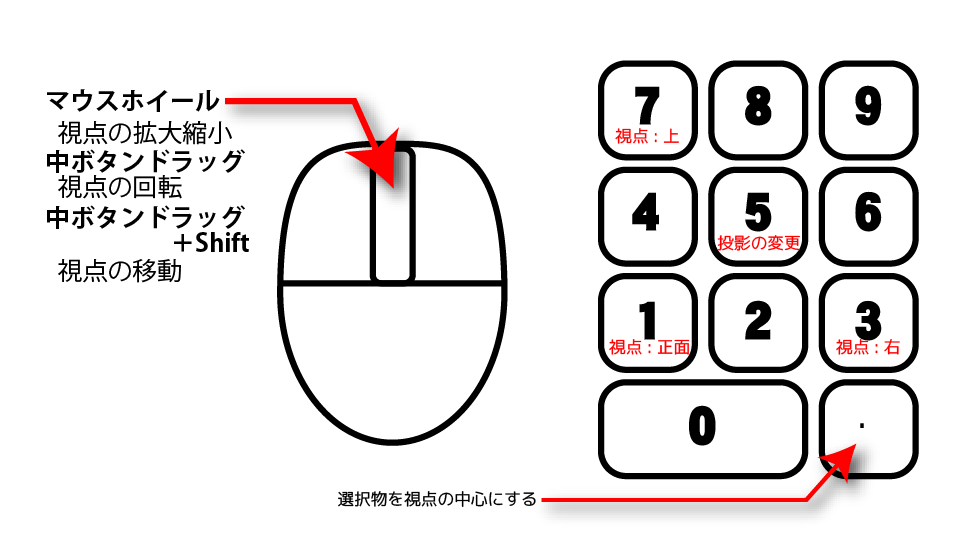 マウスホイール
視点の拡大縮小
中ボタンドラッグ
視点の回転
中ボタンドラッグ
＋Shift
視点の移動
7
視点：上
8
9
4
5
投影の変更
6
1
視点：正面
2
3
視点：右
0
.
選択物を視点の中心にする